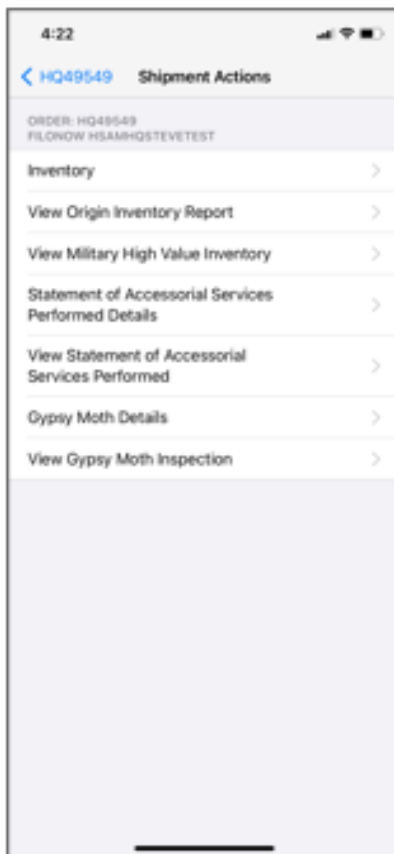 4:22
HQ49549 Shipment Actions
ORDER: HQ49549
FILONOW HSAMHQSTEVETEST
Inventory
View Origin Inventory Report
View Military High Value Inventory
Statement of Accessorial Services
Performed Details
View Statement of Accessorial
Services Performed
Gypsy Moth Details
View Gypsy Moth Inspection